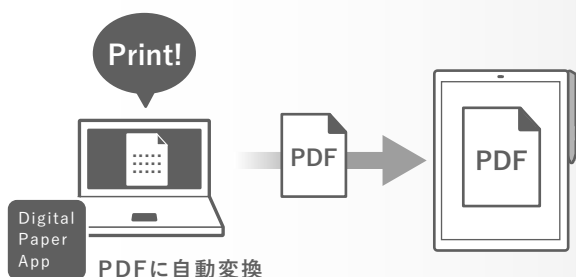 Print!
PDF
PDF
Digital
Paper
App
PDFに自動変換